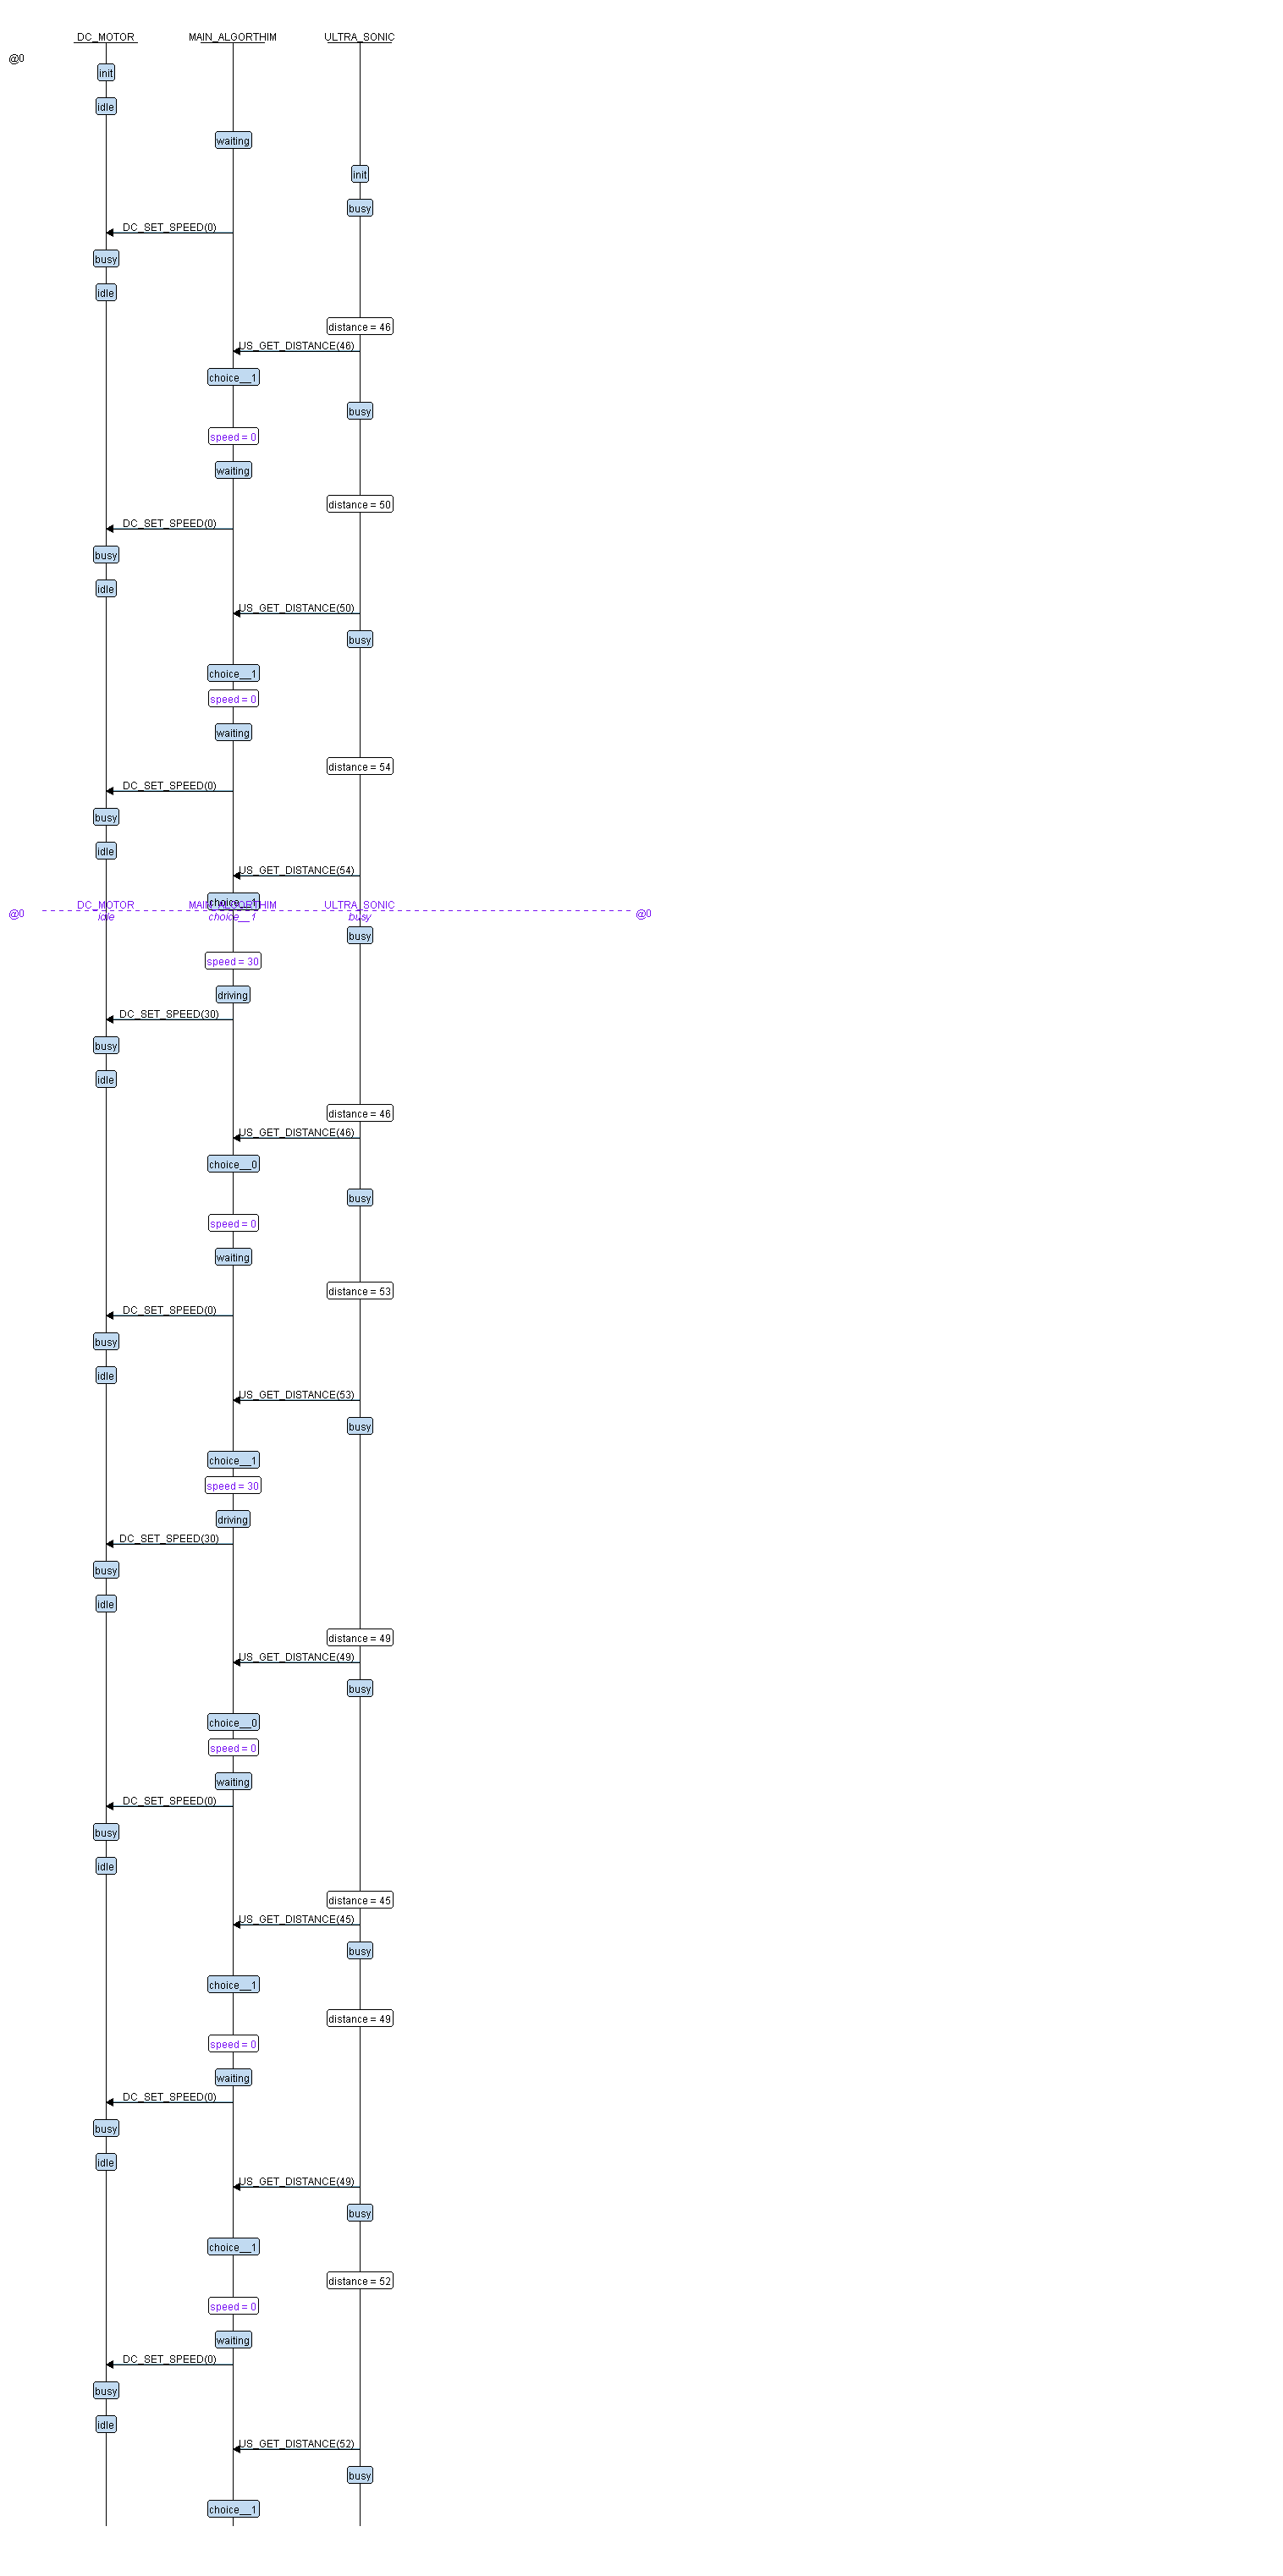 DC_MOTOR MAIN_ALGORTHIM ULTRA_SONIC
@0
init
idle
waiting
init
busy
DC_SET_SPEED(0)
busy
idle
distance = 46
US_GET_DISTANCE(46)
choice__1
busy
speed = 0
waiting
distance = 50
DC_SET_SPEED(0)
busy
idle
US_GET_DISTANCE(50)
busy
choice__1
speed = 0
waiting
distance = 54
DC_SET_SPEED(0)
busy
idle
US_GET_DISTANCE(54)
choice__1
DC_MOTOR MAIN_ALGORTHIM ULTRA_SONIC
@0 @0
idle choice__1 busy
busy
speed = 30
driving
DC_SET_SPEED(30)
busy
idle
distance = 46
US_GET_DISTANCE(46)
choice__0
busy
speed = 0
waiting
distance = 53
DC_SET_SPEED(0)
busy
idle
US_GET_DISTANCE(53)
busy
choice__1
speed = 30
driving
DC_SET_SPEED(30)
busy
idle
distance = 49
US_GET_DISTANCE(49)
busy
choice__0
speed = 0
waiting
DC_SET_SPEED(0)
busy
idle
distance = 45
US_GET_DISTANCE(45)
busy
choice__1
distance = 49
speed = 0
waiting
DC_SET_SPEED(0)
busy
idle
US_GET_DISTANCE(49)
busy
choice__1
distance = 52
speed = 0
waiting
DC_SET_SPEED(0)
busy
idle
US_GET_DISTANCE(52)
busy
choice__1